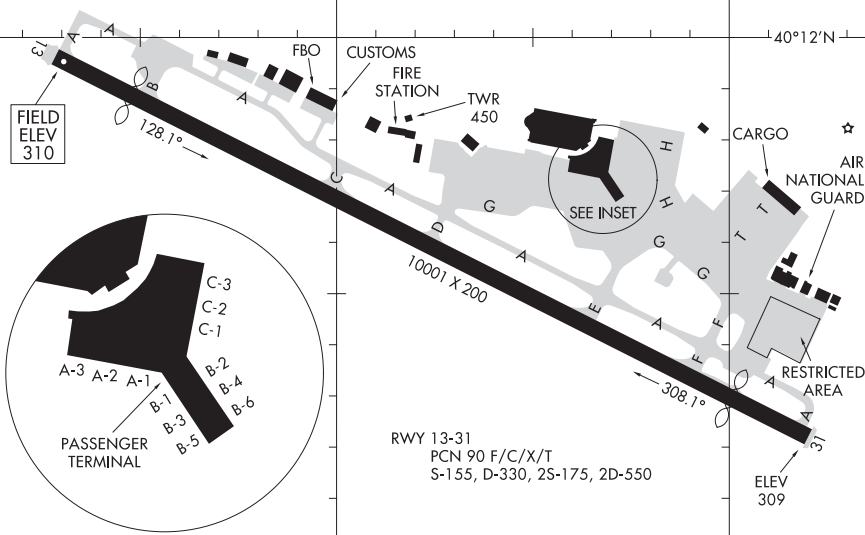 40°12'N
13
A
A
FBO
CUSTOMS
FIRE
STATION
TWR
450
B
A
FIELD
ELEV
310
128.1°
H
CARGO
AIR
NATIONAL
GUARD
C
A
G
SEE INSET
H
T
T
D
A
G
G
10001 X 200
E
A
F
F
C-3
C-2
C-1
A-3
A-2
A-1
B-2
B-4
B-6
B-1
B-3
B-5
PASSENGER
TERMINAL
308.1°
A
A
RESTRICTED
AREA
31
RWY 13-31
PCN 90 F/C/X/T
S-155, D-330, 2S-175, 2D-550
ELEV
309